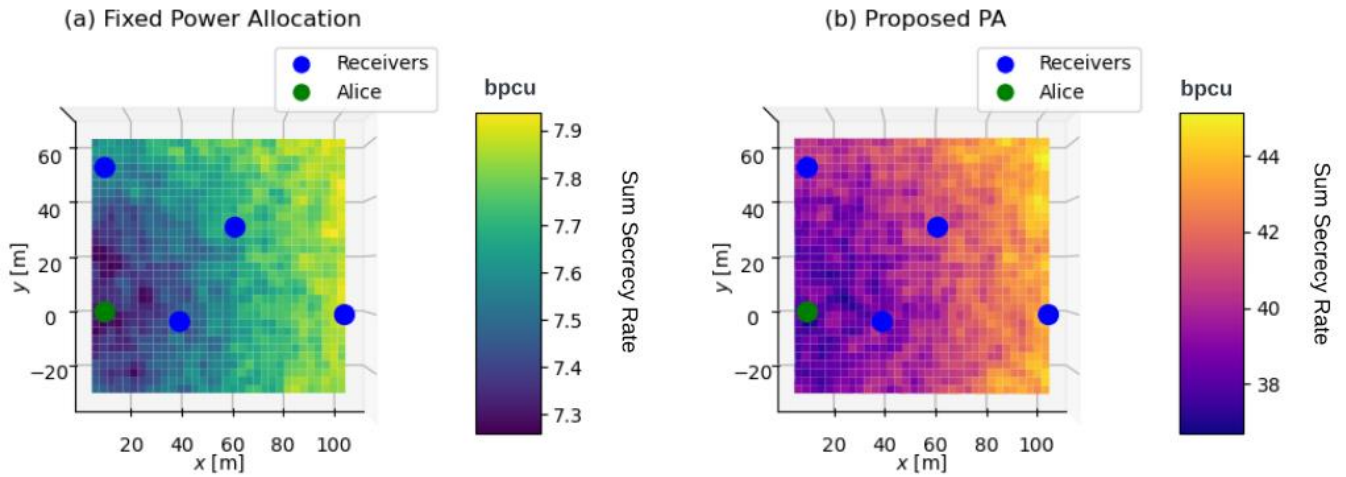 (a) Fixed Power Allocation
Receivers
Alice
bpcu
7.9
7.8
7.7
7.6
7.5
7.4
7.3
Sum Secrecy Rate
60
40
20
0
−20
y [m]
20 40 60 80 100
x [m]
(b) Proposed PA
Receivers
Alice
bpcu
44
42
40
38
Sum Secrecy Rate
60
40
20
0
−20
y [m]
20 40 60 80 100
x [m]